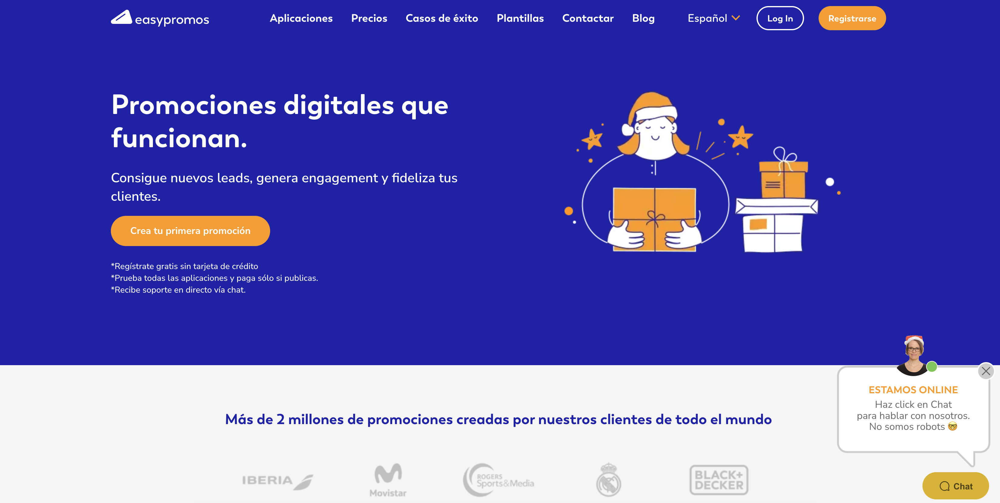 easypromos
Aplicaciones
Precios
Casos de éxito
Plantillas
Contactar
Blog
Español
Log In
Registrarse
Promociones digitales que
funcionan.
Consigue nuevos leads, genera engagement y fideliza tus
clientes.
Crea tu primera promoción
*Regístrate gratis sin tarjeta de crédito
*Prueba todas las aplicaciones y paga sólo si publicas.
*Recibe soporte en directo vía chat.
ESTAMOS ONLINE
Haz click en Chat
para hablar con nosotros.
No somos robots 🤓
Más de 2 millones de promociones creadas por nuestros clientes de todo el mundo
IBERIA
Movistar
ROGERS
Sports&Media
BLACK+
DECKER
Chat